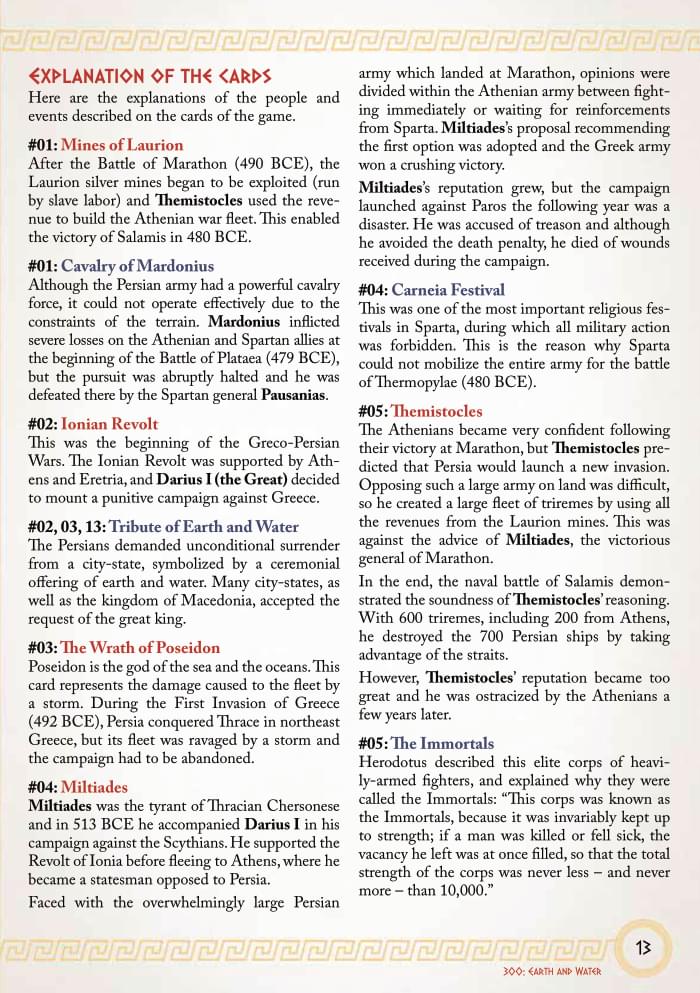 EXPLANATION OF THE CARDS
Here are the explanations of the people and
events described on the cards of the game.
#01: Mines of Laurion
After the Battle of Marathon (490 BCE), the
Laurion silver mines began to be exploited (run
by slave labor) and Themistocles used the reve-
nue to build the Athenian war fleet. This enabled
the victory of Salamis in 480 BCE.
#01: Cavalry of Mardonius
Although the Persian army had a powerful cavalry
force, it could not operate effectively due to the
constraints of the terrain. Mardonius inflicted
severe losses on the Athenian and Spartan allies at
the beginning of the Battle of Plataea (479 BCE),
but the pursuit was abruptly halted and he was
defeated there by the Spartan general Pausanias.
#02: Ionian Revolt
This was the beginning of the Greco-Persian
Wars. The Ionian Revolt was supported by Ath-
ens and Eretria, and Darius I (the Great) decided
to mount a punitive campaign against Greece.
#02, 03, 13: Tribute of Earth and Water
The Persians demanded unconditional surrender
from a city-state, symbolized by a ceremonial
offering of earth and water. Many city-states, as
well as the kingdom of Macedonia, accepted the
request of the great king.
#03: The Wrath of Poseidon
Poseidon is the god of the sea and the oceans. This
card represents the damage caused to the fleet by
a storm. During the First Invasion of Greece
(492 BCE), Persia conquered Thrace in northeast
Greece, but its fleet was ravaged by a storm and
the campaign had to be abandoned.
#04: Miltiades
Miltiades was the tyrant of Thracian Chersonese
and in 513 BCE he accompanied Darius I in his
campaign against the Scythians. He supported the
Revolt of Ionia before fleeing to Athens, where he
became a statesman opposed to Persia.
Faced with the overwhelmingly large Persian
army which landed at Marathon, opinions were
divided within the Athenian army between fight-
ing immediately or waiting for reinforcements
from Sparta. Miltiades's proposal recommending
the first option was adopted and the Greek army
won a crushing victory.
Miltiades's reputation grew, but the campaign
launched against Paros the following year was a
disaster. He was accused of treason and although
he avoided the death penalty, he died of wounds
received during the campaign.
#04: Carneia Festival
This was one of the most important religious fes-
tivals in Sparta, during which all military action
was forbidden. This is the reason why Sparta
could not mobilize the entire army for the battle
of Thermopylae (480 BCE).
#05: Themistocles
The Athenians became very confident following
their victory at Marathon, but Themistocles pre-
dicted that Persia would launch a new invasion.
Opposing such a large army on land was difficult,
so he created a large fleet of triremes by using all
the revenues from the Laurion mines. This was
against the advice of Miltiades, the victorious
general of Marathon.
In the end, the naval battle of Salamis demon-
strated the soundness of Themistocles' reasoning.
With 600 triremes, including 200 from Athens,
he destroyed the 700 Persian ships by taking
advantage of the straits.
However, Themistocles' reputation became too
great and he was ostracized by the Athenians a
few years later.
#05: The Immortals
Herodotus described this elite corps of heavi-
ly-armed fighters, and explained why they were
called the Immortals: “This corps was known as
the Immortals, because it was invariably kept up
to strength; if a man was killed or fell sick, the
vacancy he left was at once filled, so that the total
strength of the corps was never less – and never
more – than 10,000.”
13
300: EARTH AND WATER